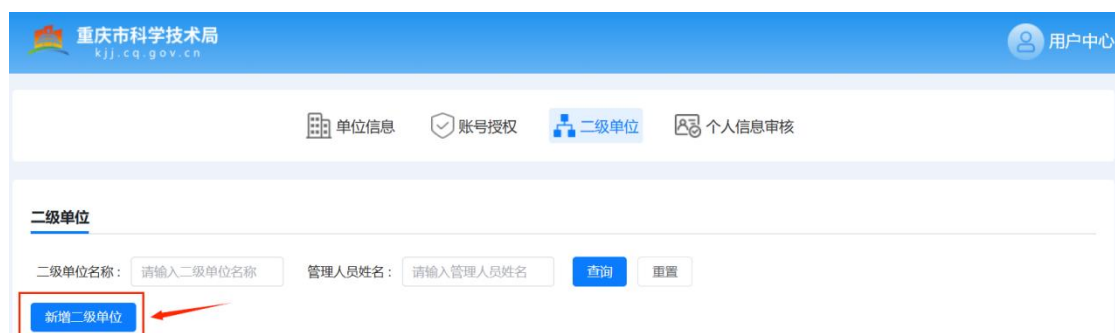 重庆市科学技术局
kjj.cq.gov.cn
用户中心
单位信息 账号授权 二级单位 个人信息审核
二级单位
二级单位名称： 请输入二级单位名称 管理人员姓名： 请输入管理人员姓名 查询 重置
新增二级单位